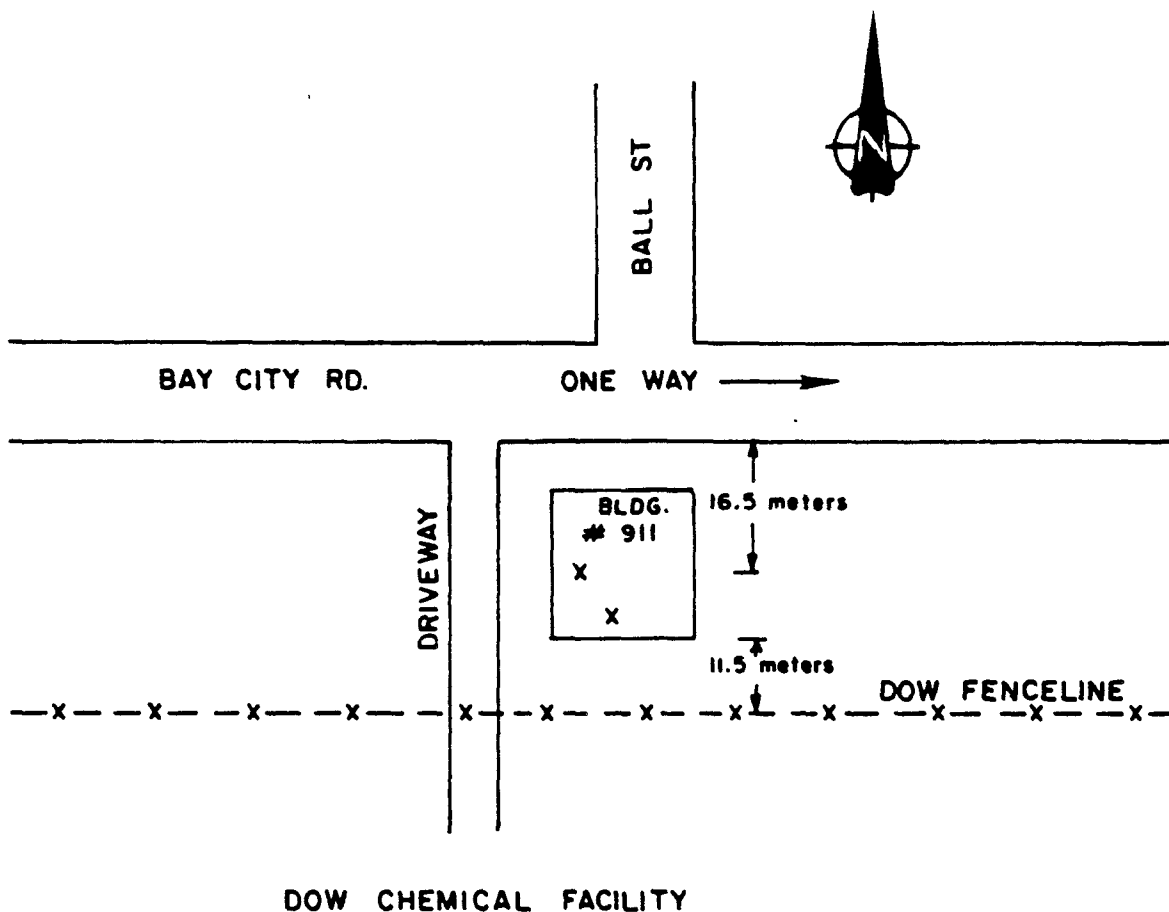 N
BALL ST
BAY CITY RD. ONE WAY
BLDG.
# 911
16.5 meters
DRIVEWAY
11.5 meters
DOW FENCELINE
DOW CHEMICAL FACILITY